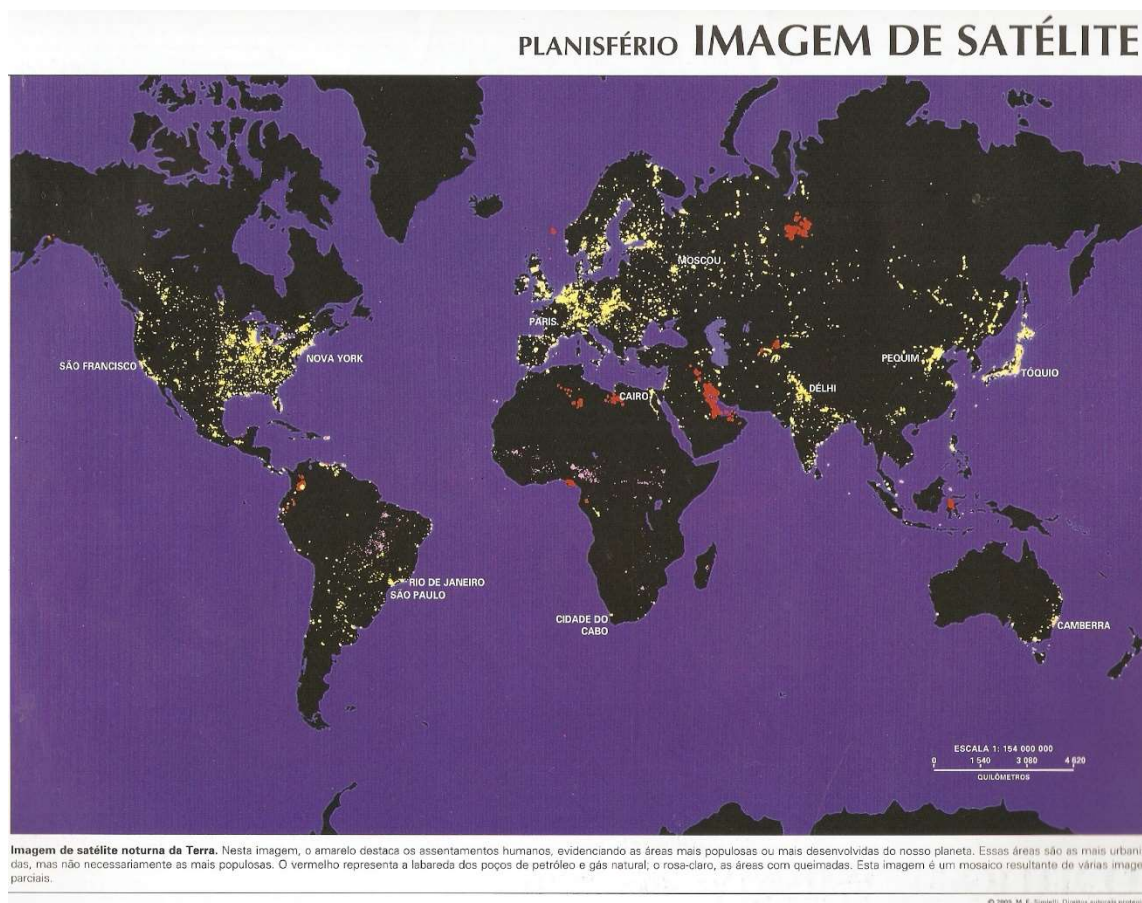 PLANISFÉRIO IMAGEM DE SATÉLITE
MOSCOU
PARIS
SÃO FRANCISCO
NOVA YORK
PEQUIM
TÓQUIO
CAIRO
DÉLHI
RIO DE JANEIRO
SÃO PAULO
CIDADE DO
CABO
CAMBERRA
ESCALA 1: 154 000 000
0 1 540 3 080 4 620
QUILÔMETROS
Imagem de satélite noturna da Terra. Nesta imagem, o amarelo destaca os assentamentos humanos, evidenciando as áreas mais populosas ou mais desenvolvidas do nosso planeta. Essas áreas são as mais urbani
das, mas não necessariamente as mais populosas. O vermelho representa a labareda dos poços de petróleo e gás natural; o rosa-claro, as áreas com queimadas. Esta imagem é um mosaico resultante de várias image
parciais.
M. E. Simielli. Direitos autorais